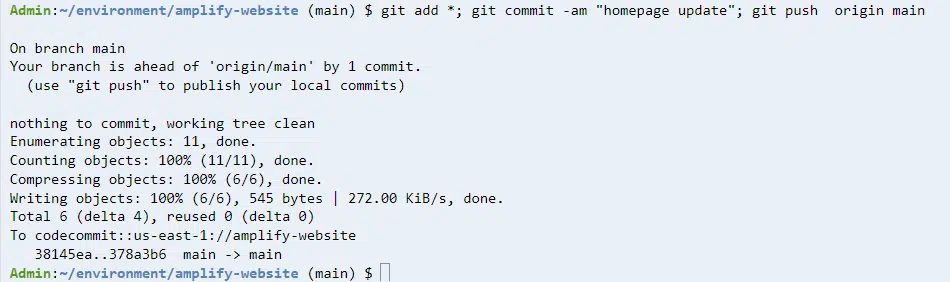 Admin:~/environment/amplify-website (main) $ git add *; git commit -am "homepage update"; git push  origin main
On branch main
Your branch is ahead of 'origin/main' by 1 commit.
  (use "git push" to publish your local commits)
nothing to commit, working tree clean
Enumerating objects: 11, done.
Counting objects: 100% (11/11), done.
Compressing objects: 100% (6/6), done.
Writing objects: 100% (6/6), 545 bytes | 272.00 KiB/s, done.
Total 6 (delta 4), reused 0 (delta 0)
To codecommit::us-east-1://amplify-website
   38145ea..378a3b6  main -> main
Admin:~/environment/amplify-website (main) $